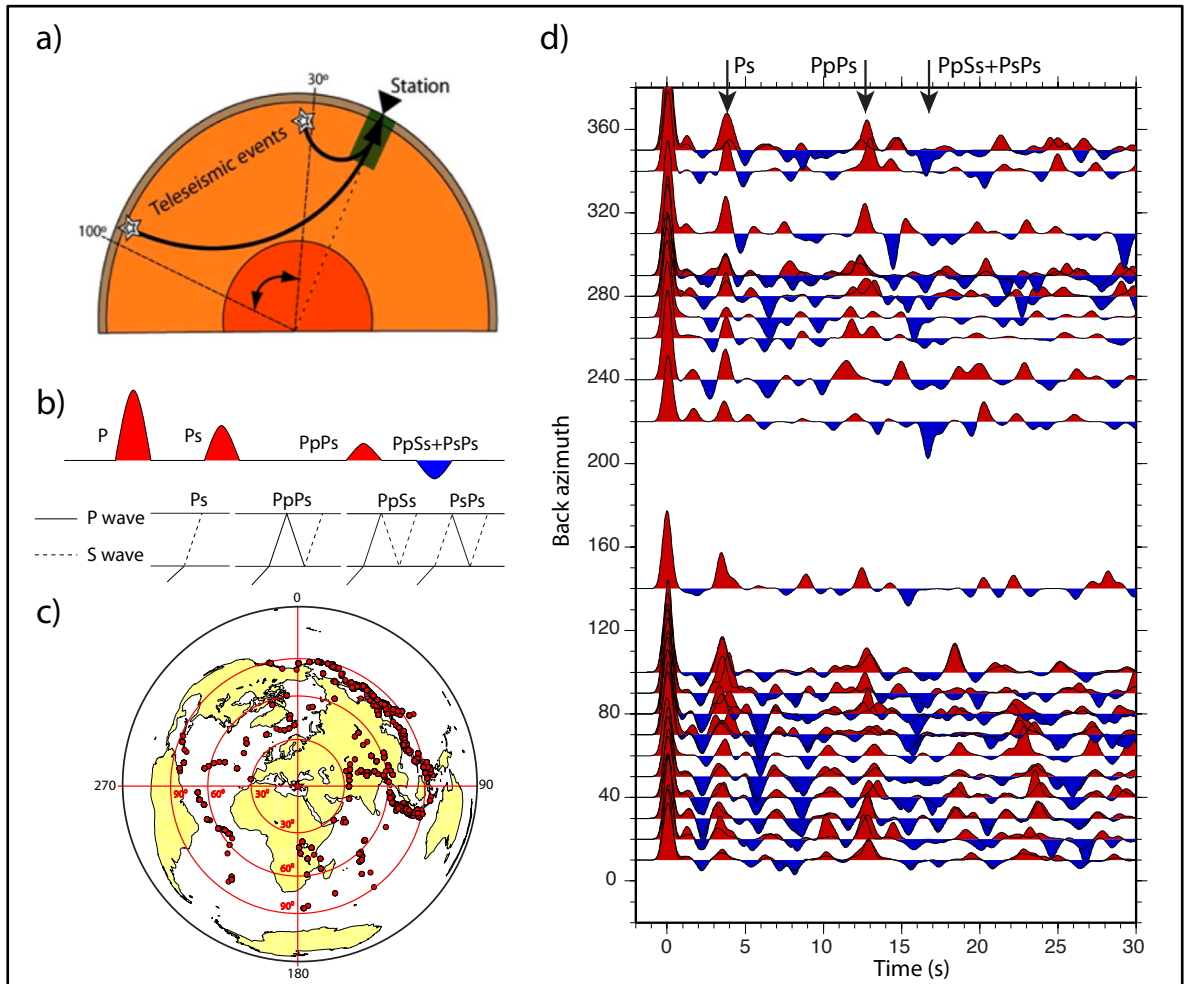 a)
30º
Station
Teleseismic events
100º
b)
P
Ps
PpPs
PpSs+PsPs
Ps
PpPs
PpSs
PsPs
P wave
S wave
c)
0
270
90º
60º
30º
90
30º
60º
90º
180
d)
Ps
PpPs
PpSs+PsPs
Back azimuth
360
320
280
240
200
160
120
80
40
0
0 5 10 15 20 25 30
Time (s)